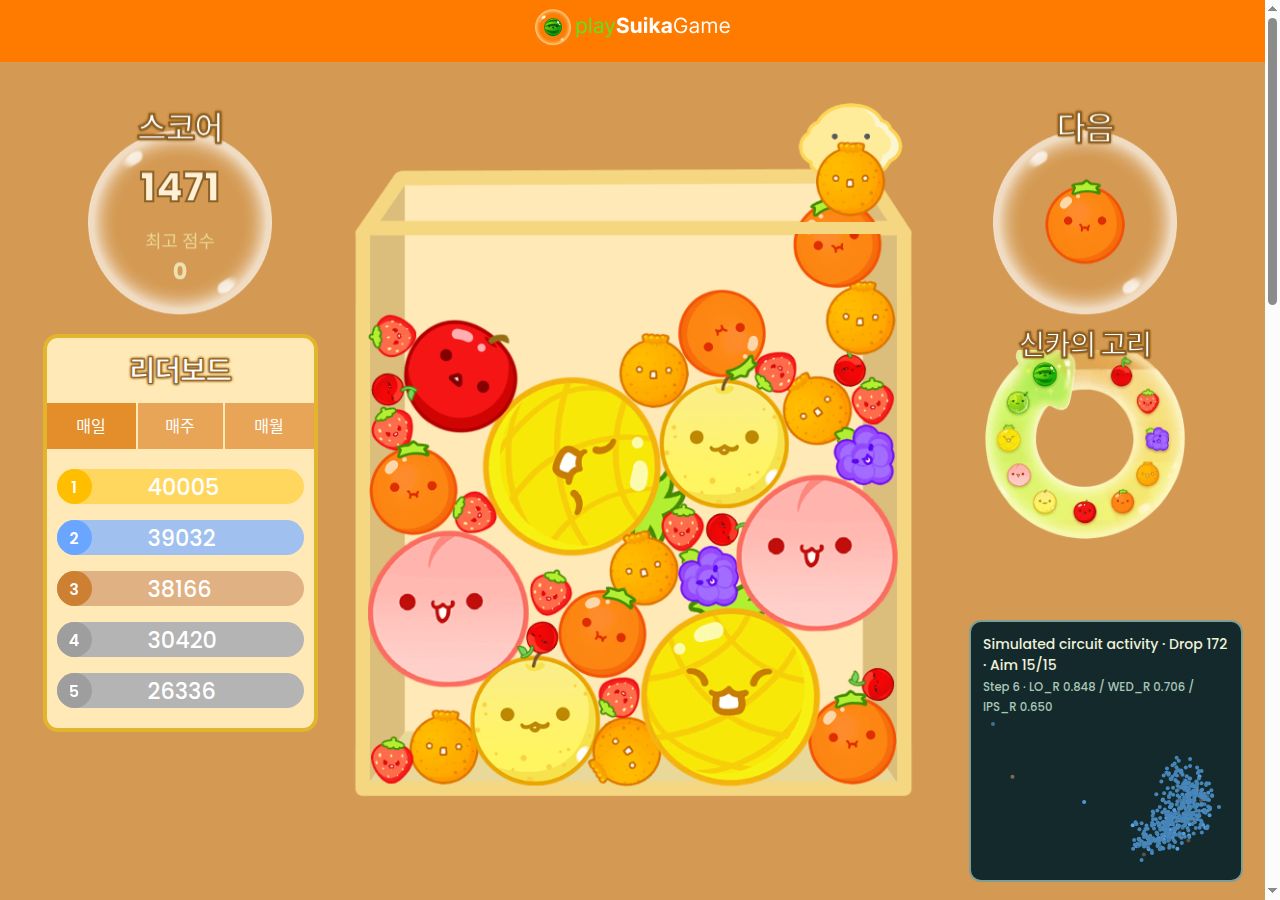 playSuikaGame
스코어
1471
최고 점수
0
다음
신카의 고리
리더보드
매일 매주 매월
1 40005
2 39032
3 38166
4 30420
5 26336
Simulated circuit activity · Drop 172
· Aim 15/15
Step 6 · LO_R 0.848 / WED_R 0.706 /
IPS_R 0.650